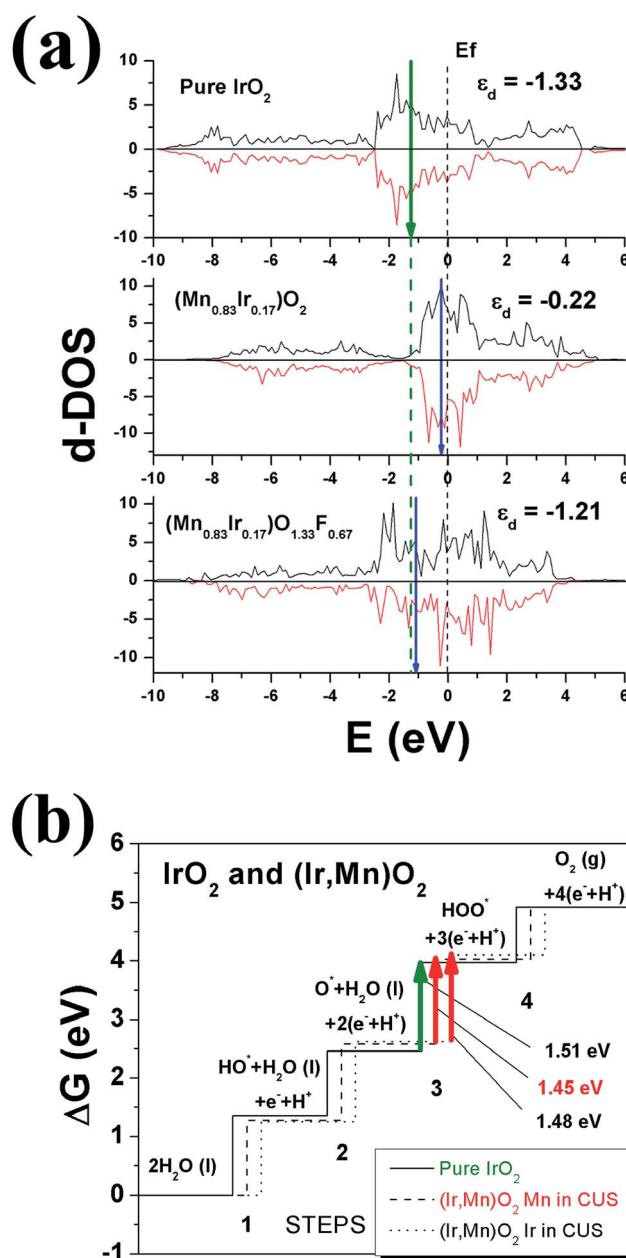 (a)
Ef
Pure IrO₂
ε_d = -1.33
10
5
0
5
-10
-10 -8 -6 -4 -2 0 2 4 6
(Mn₀.₈₃Ir₀.₁₇)O₂
ε_d = -0.22
10
5
0
-5
-10
-10 -8 -6 -4 -2 0 2 4 6
d-DOS
(Mn₀.₈₃Ir₀.₁₇)O₁.₃₃F₀.₆₇
ε_d = -1.21
10
5
0
-5
-10
-10 -8 -6 -4 -2 0 2 4 6
E (eV)
(b)
6
5
4
3
2
1
0
-1
ΔG (eV)
IrO₂ and (Ir,Mn)O₂
O₂ (g)
+4(e⁻+H⁺)
HOO*
+3(e⁻+H⁺)
4
O*+H₂O (l)
+2(e⁻+H⁺)
3
1.51 eV
1.45 eV
1.48 eV
HO*+H₂O (l)
+e⁻+H⁺
2
2H₂O (l)
1
STEPS
Pure IrO₂
(Ir,Mn)O₂ Mn in CUS
(Ir,Mn)O₂ Ir in CUS